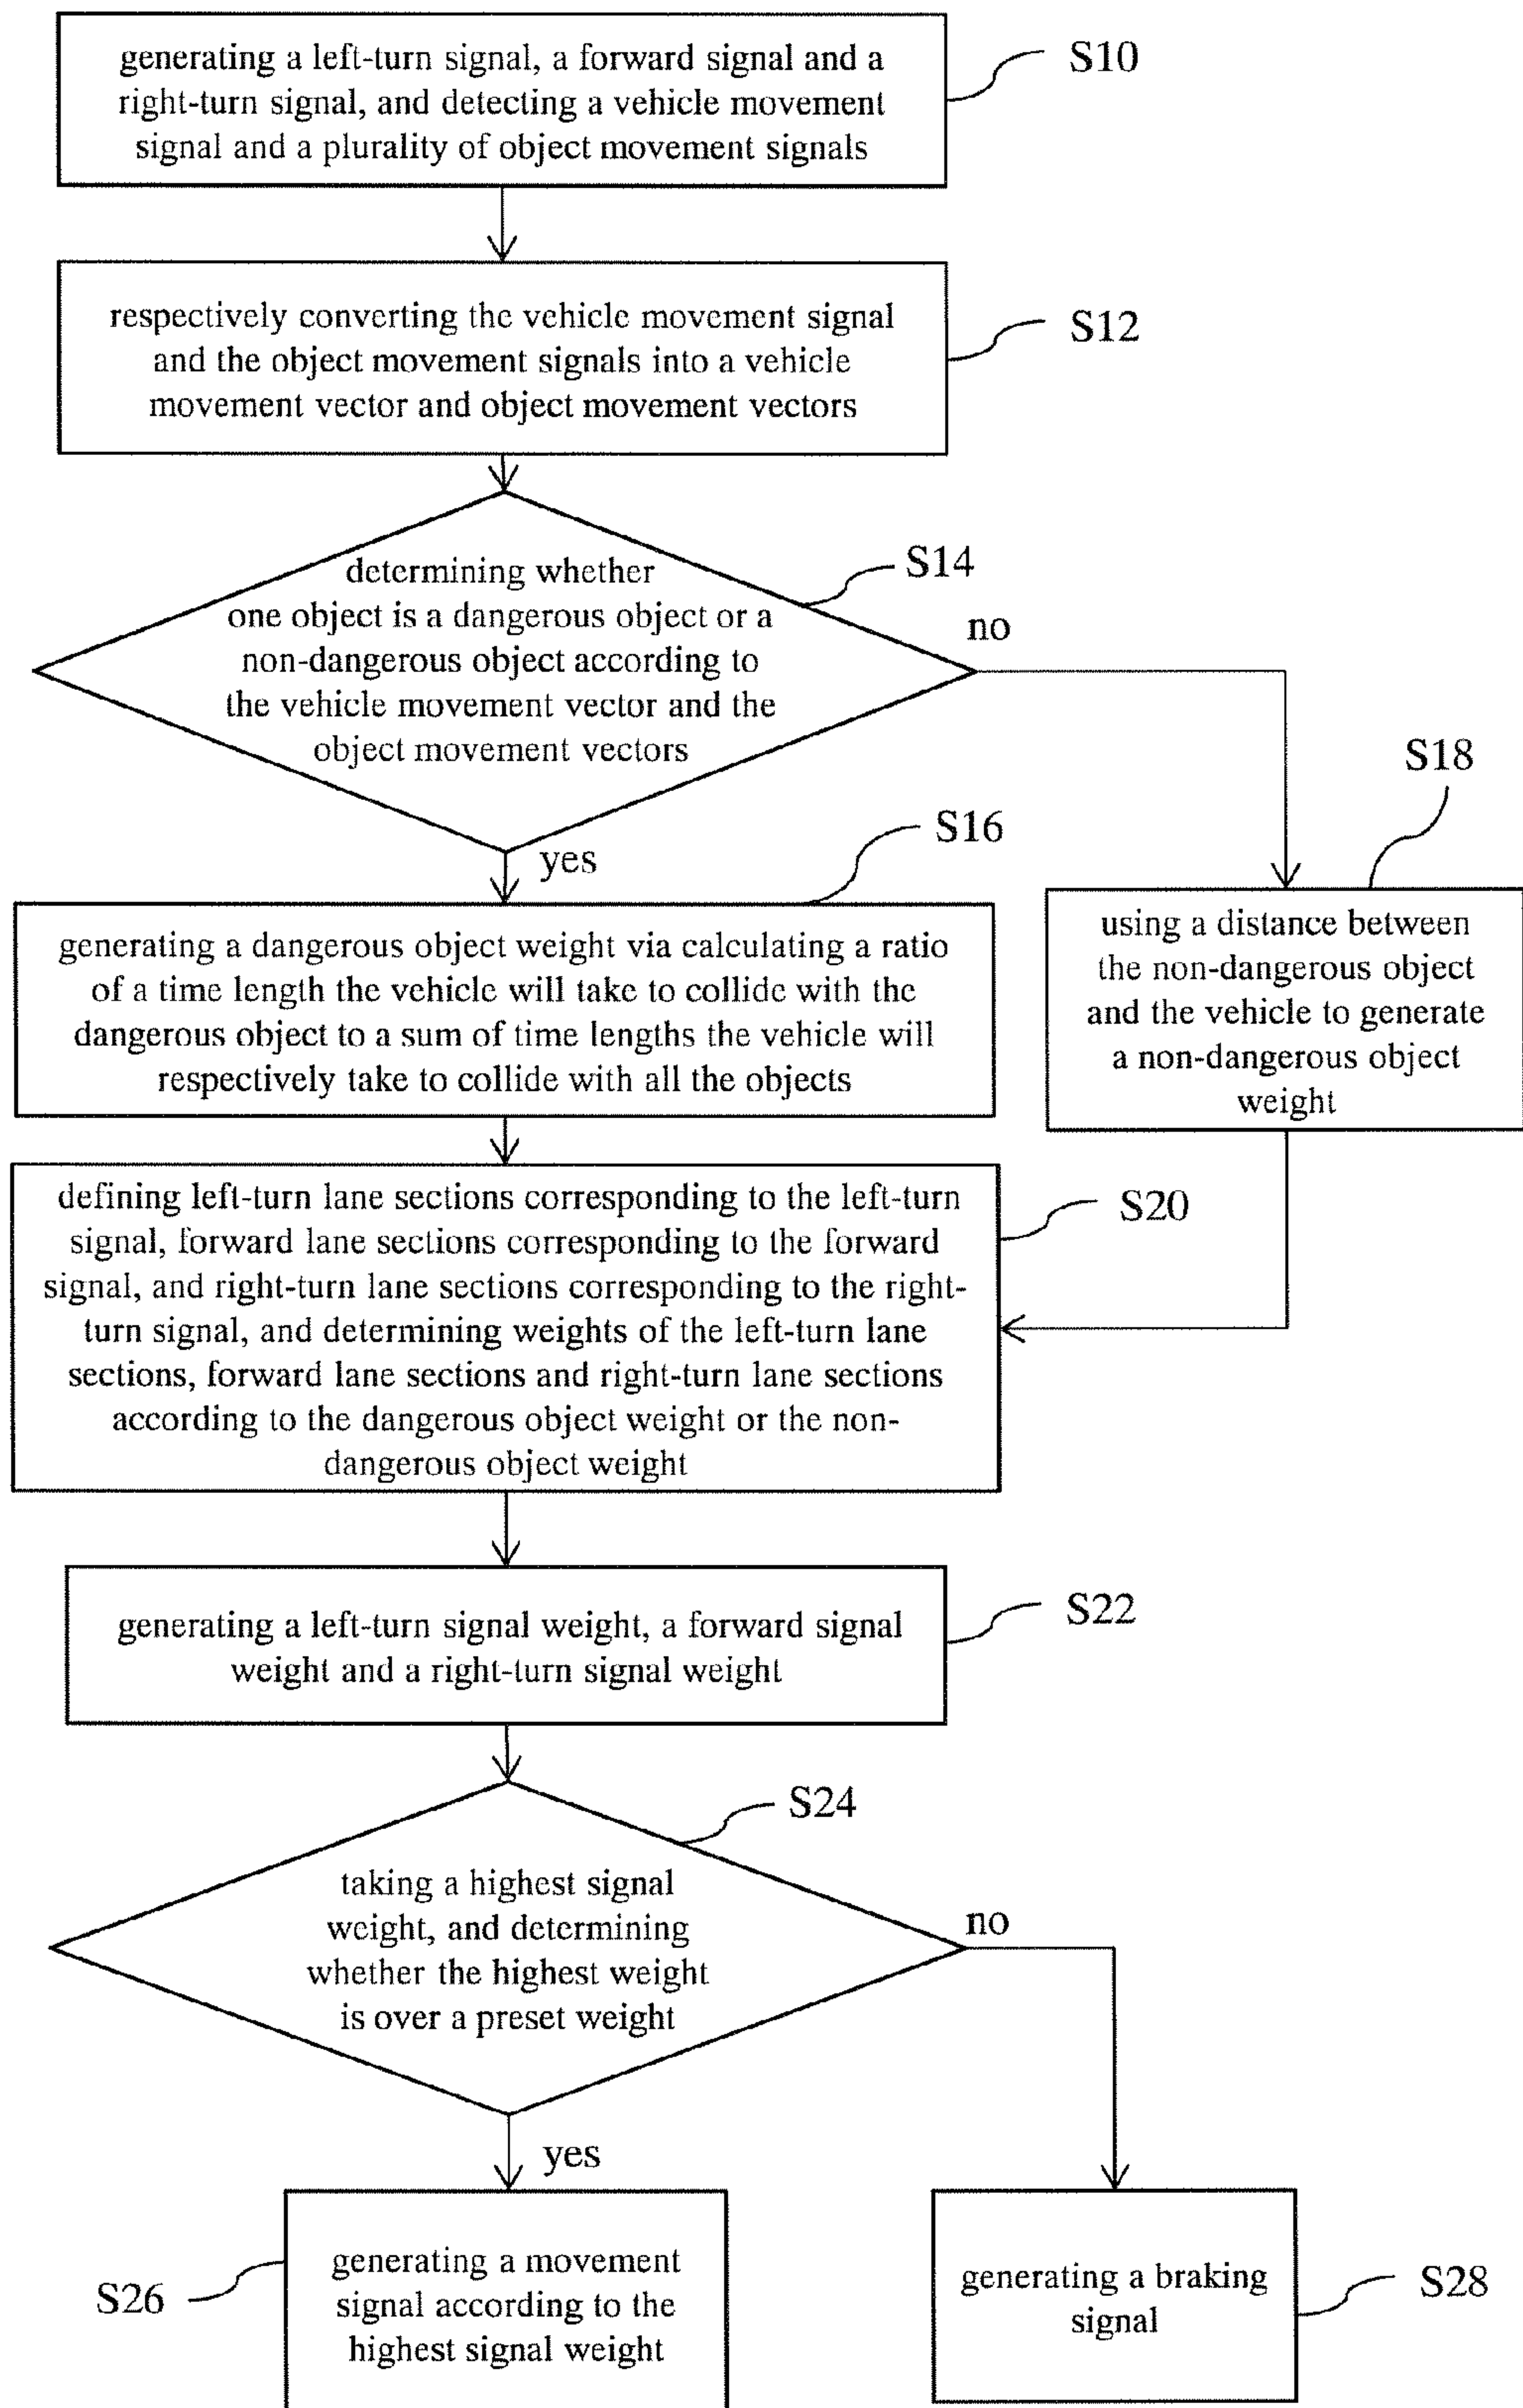 generating a left-turn signal, a forward signal and a
right-turn signal, and detecting a vehicle movement
signal and a plurality of object movement signals
S10
respectively converting the vehicle movement signal
and the object movement signals into a vehicle
movement vector and object movement vectors
S12
determining whether
one object is a dangerous object or a
non-dangerous object according to
the vehicle movement vector and the
object movement vectors
S14
no
yes
S16
generating a dangerous object weight via calculating a ratio
of a time length the vehicle will take to collide with the
dangerous object to a sum of time lengths the vehicle will
respectively take to collide with all the objects
S18
using a distance between
the non-dangerous object
and the vehicle to generate
a non-dangerous object
weight
defining left-turn lane sections corresponding to the left-turn
signal, forward lane sections corresponding to the forward
signal, and right-turn lane sections corresponding to the right-
turn signal, and determining weights of the left-turn lane
sections, forward lane sections and right-turn lane sections
according to the dangerous object weight or the non-
dangerous object weight
S20
generating a left-turn signal weight, a forward signal
weight and a right-turn signal weight
S22
taking a highest signal
weight, and determining
whether the highest weight
is over a preset weight
S24
no
yes
generating a movement
signal according to the
highest signal weight
S26
generating a braking
signal
S28